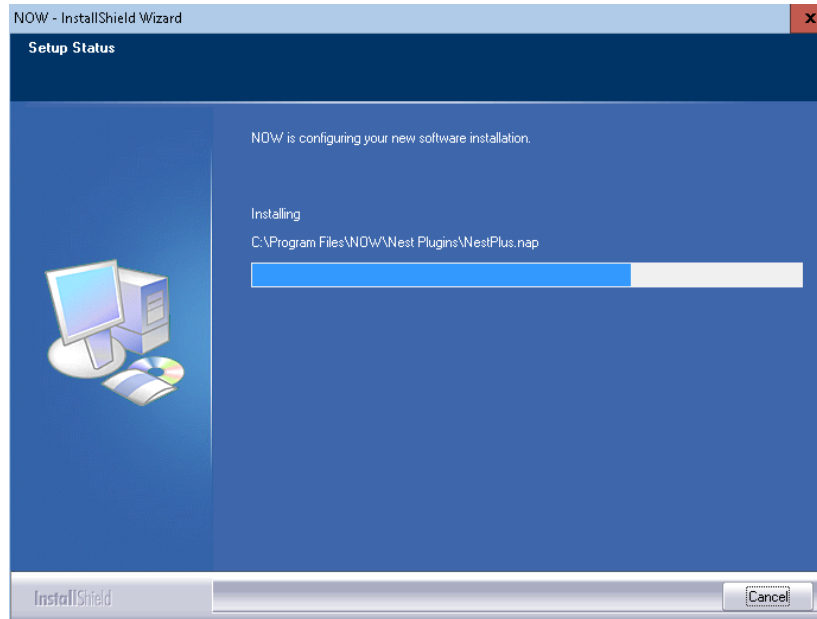 NOW - InstallShield Wizard
x
Setup Status
NOW is configuring your new software installation.
Installing
C:\Program Files\NOW\Nest Plugins\NestPlus.nap
InstallShield
Cancel